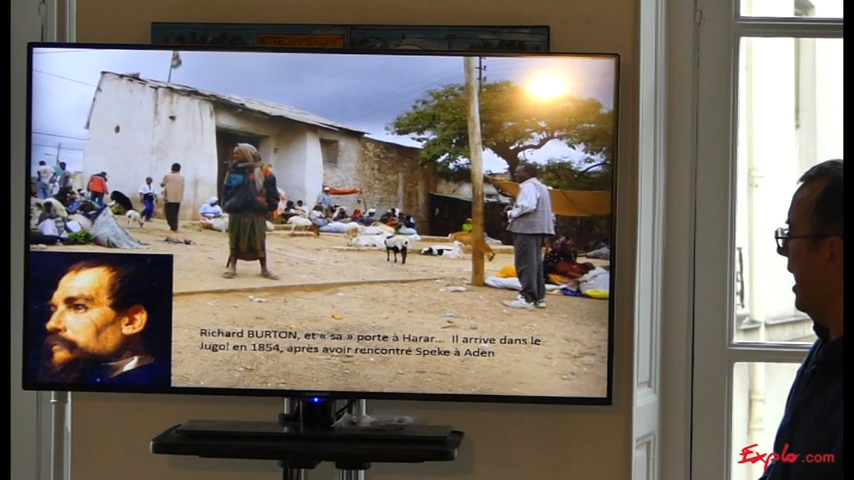 Richard BURTON, et « sa » porte à Harar... Il arrive dans le
Jugol en 1854, après avoir rencontré Speke à Aden
Explo.com